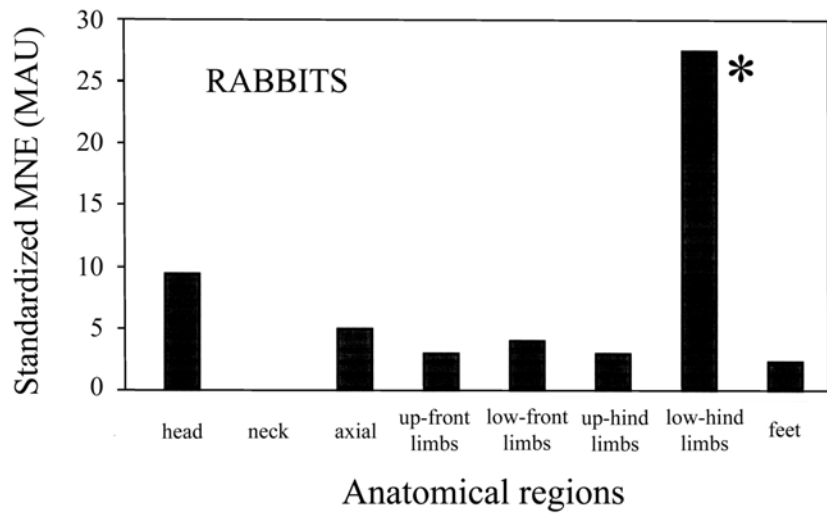 Standardized MNE (MAU)
30
25
20
15
10
5
0
RABBITS
*
head
neck
axial
up-front
limbs
low-front
limbs
up-hind
limbs
low-hind
limbs
feet
Anatomical regions